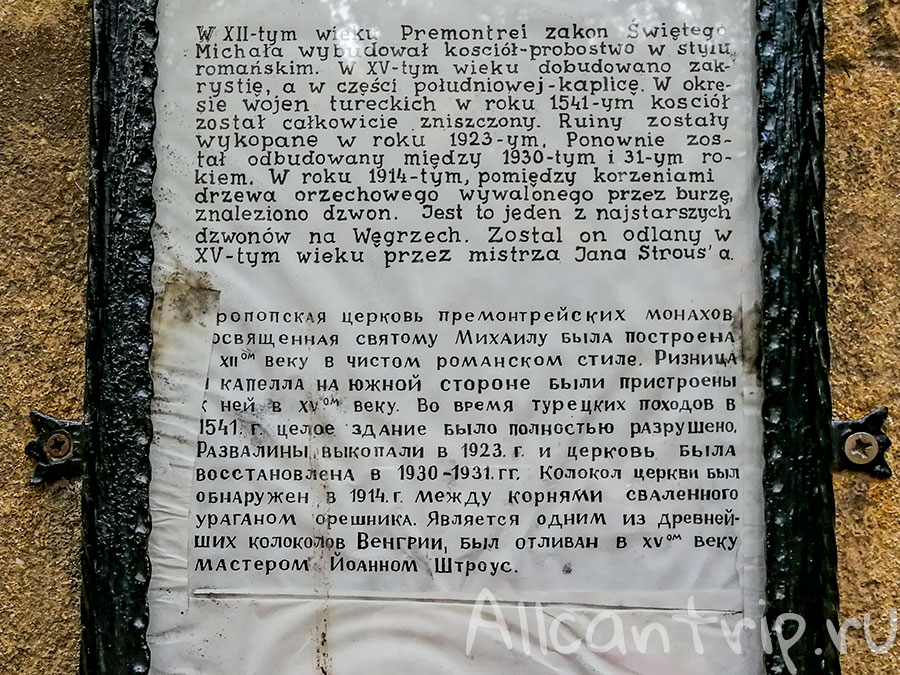 W XII-tym wieku Premontrei zakon Świętego
Michała wybudował kosciół-probostwo w stylu
romańskim. W XV-tym wieku dobudowano zak-
rystię, a w części południowej-kaplicę. W okrę-
sie wojen tureckich w roku 1541-ym kosciół
został całkowicie zniszczony. Ruiny zostały
wykopane w roku 1923-ym. Ponownie zos-
tał odbudowany między 1930-tym i 31-ym ro-
kiem. W roku 1914-tym, pomiędzy korzeniami
drzewa orzechowego wywalonego przez burzę,
znaleziono dzwon. Jest to jeden z najstarszych
dzwonów na Węgrzech. Zostal on odlany w
XV-tym wieku przez mistrza Jana Strous'a.
ропопская церковь премонтрейских монахов,
освященная святому Михаилу была построена
XIIом веку в чистом романском стиле. Ризница
и капелла на южной стороне были пристроены
к ней в XVом веку. Во время турецких походов в
1541. г. целое здание было полностью разрушено.
Развалины выкопали в 1923. г. и церковь была
восстановлена в 1930-1931. гг. Колокол церкви был
обнаружен в 1914. г. между корнями сваленного
ураганом орешника. Является одним из древней-
ших колоколов Венгрии, был отливан в XVом веку
мастером Йоанном Штроус.
Allcantrip.ru